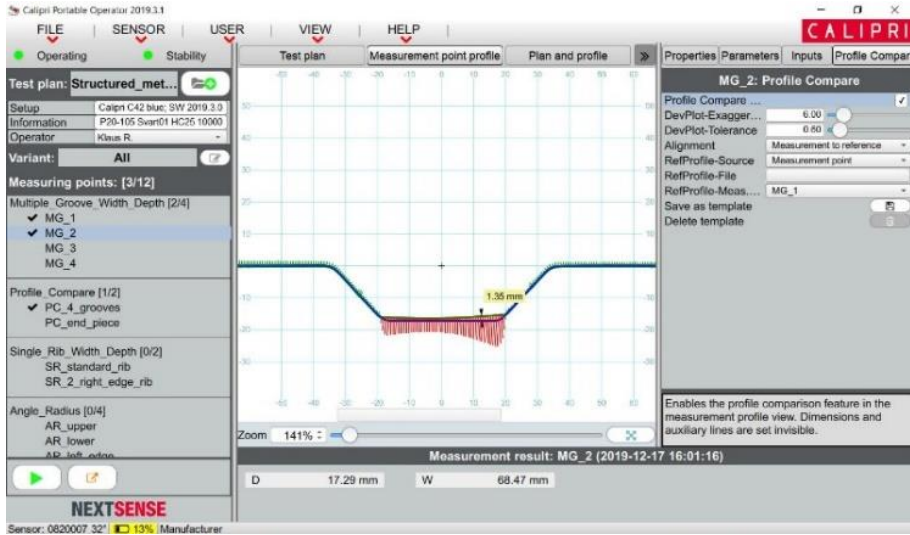 Calipri Portable Operator 2019.3.1
FILE | SENSOR | USER | VIEW | HELP
CALIPRI
Operating Stability
Test plan: Structured_met...
Setup Calipri C42 blue; SW 2019.3.0
Information P20-105 Svart01 HC25 10000
Operator Klaus R.
Variant: All
Measuring points: [3/12]
Multiple_Groove_Width_Depth [2/4]
MG_1
MG_2
MG_3
MG_4
Profile_Compare [1/2]
PC_4_grooves
PC_end_piece
Single_Rib_Width_Depth [0/2]
SR_standard_rib
SR_2_right_edge_rib
Angle_Radius [0/4]
AR_upper
AR_lower
AR_left_edge
NEXTSENSE
Sensor: 0820007 32° 13% Manufacturer
Test plan Measurement point profile Plan and profile »
1.35 mm
Zoom 141%
Measurement result: MG_2 (2019-12-17 16:01:16)
D 17.29 mm W 68.47 mm
Properties Parameters Inputs Profile Compar
MG_2: Profile Compare
Profile Compare ...
DevPlot-Exagger... 6.00
DevPlot-Tolerance 0.60
Alignment Measurement to reference
RefProfile-Source Measurement point
RefProfile-File
RefProfile-Meas.... MG_1
Save as template
Delete template
Enables the profile comparison feature in the
measurement profile view. Dimensions and
auxiliary lines are set invisible.